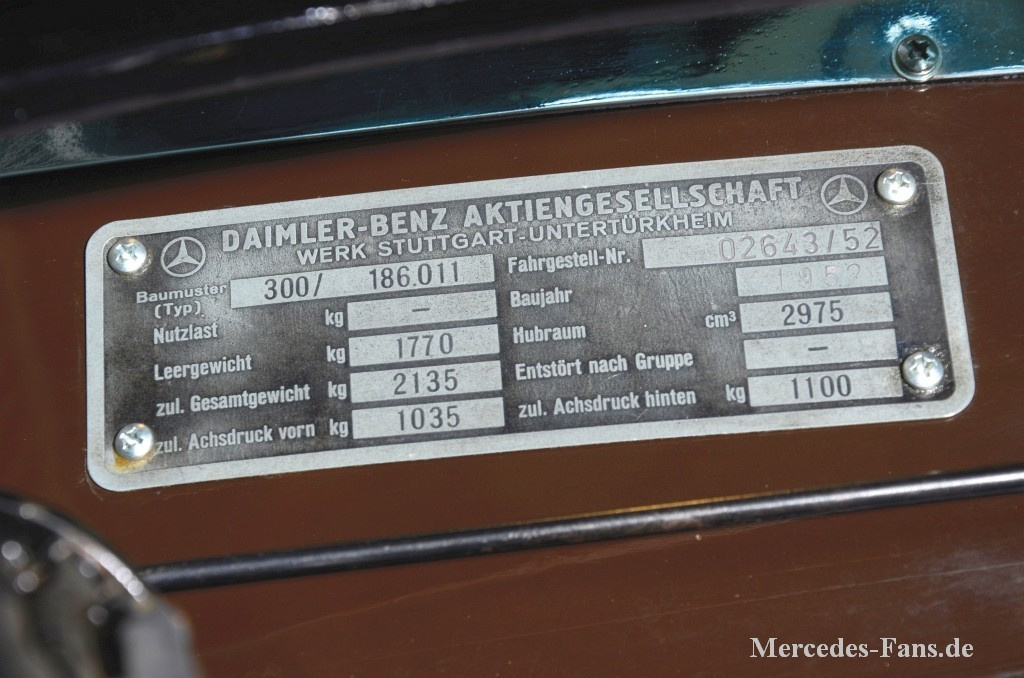 DAIMLER-BENZ AKTIENGESELLSCHAFT
WERK STUTTGART-UNTERTÜRKHEIM
Baumuster (Typ) 300/ 186.011
Fahrgestell-Nr. 02643/52
Nutzlast kg –
Baujahr 1952
Leergewicht kg 1770
Hubraum cm³ 2975
zul. Gesamtgewicht kg 2135
Entstört nach Gruppe –
zul. Achsdruck vorn kg 1035
zul. Achsdruck hinten kg 1100
Mercedes-Fans.de